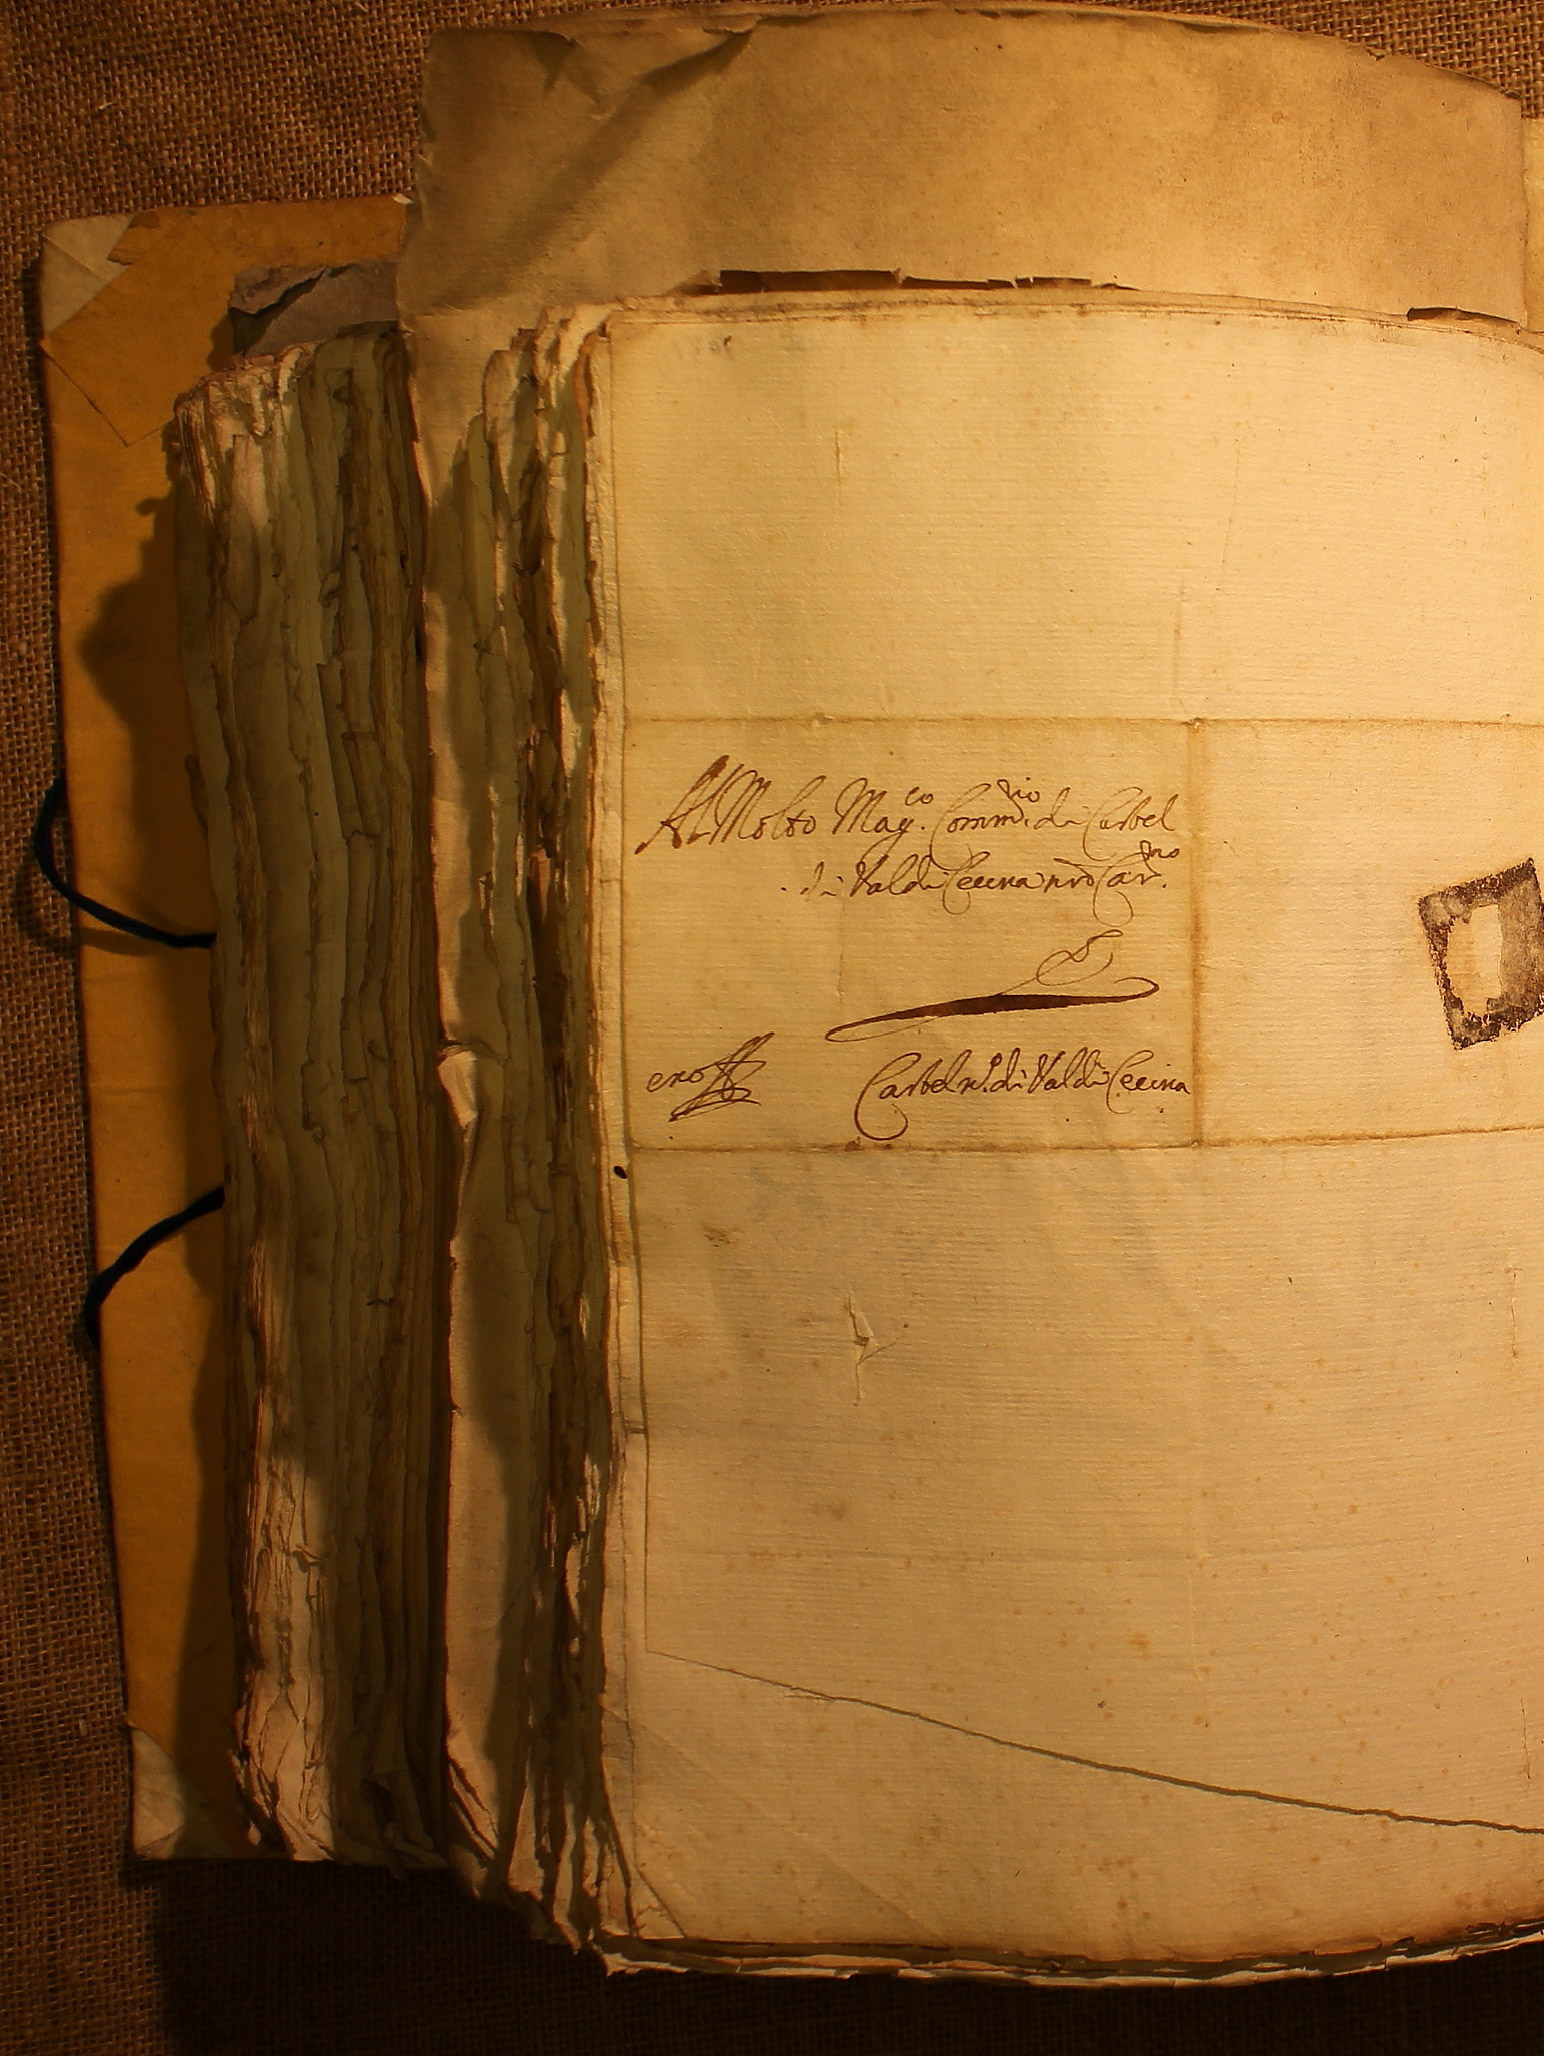 Al Molto Mag.co Comm.rio di Castel
di Val di Cecina nro Car.mo
Castel n.o di Val di Cecina